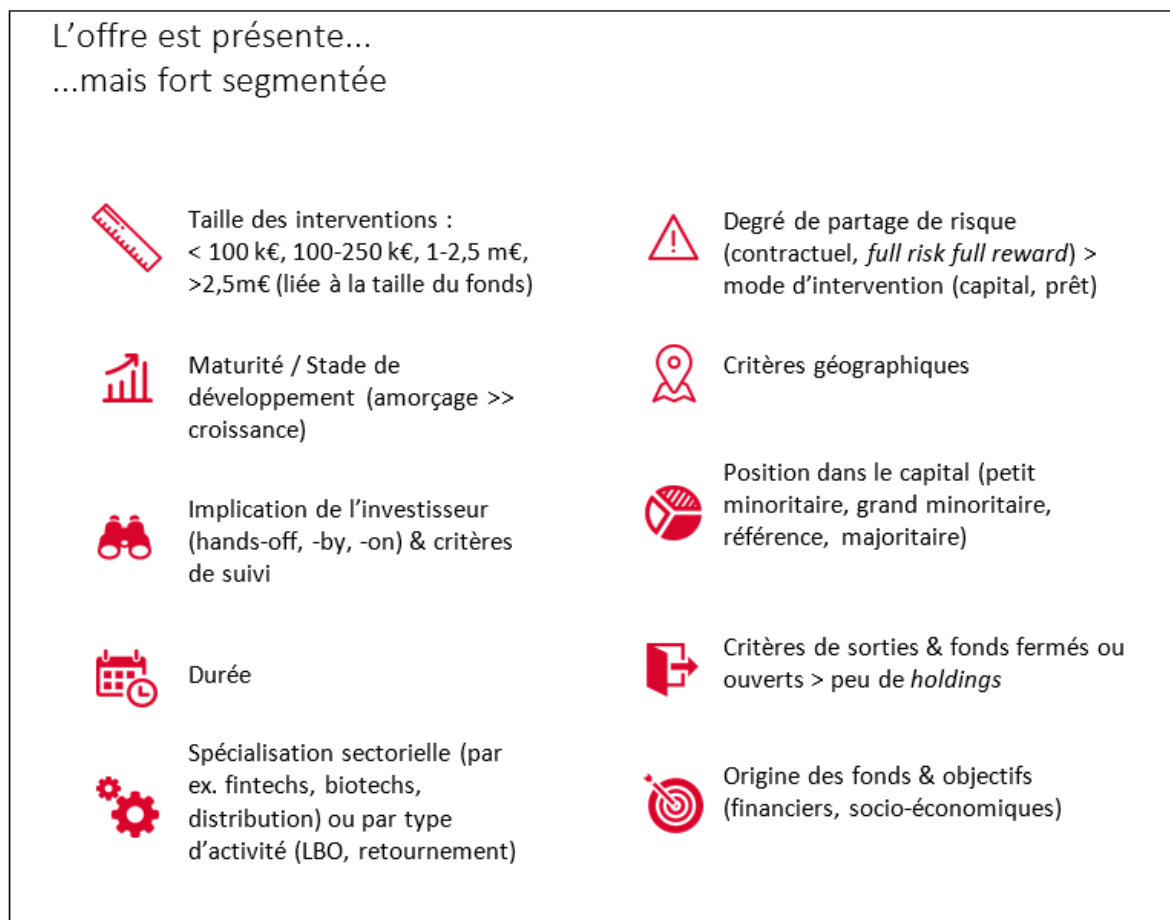 L’offre est présente...
...mais fort segmentée
Taille des interventions :
< 100 k€, 100-250 k€, 1-2,5 m€,
>2,5m€ (liée à la taille du fonds)
Maturité / Stade de
développement (amorçage >>
croissance)
Implication de l’investisseur
(hands-off, -by, -on) & critères
de suivi
Durée
Spécialisation sectorielle (par
ex. fintechs, biotechs,
distribution) ou par type
d’activité (LBO, retournement)
Degré de partage de risque
(contractuel, full risk full reward) >
mode d’intervention (capital, prêt)
Critères géographiques
Position dans le capital (petit
minoritaire, grand minoritaire,
référence, majoritaire)
Critères de sorties & fonds fermés ou
ouverts > peu de holdings
Origine des fonds & objectifs
(financiers, socio-économiques)